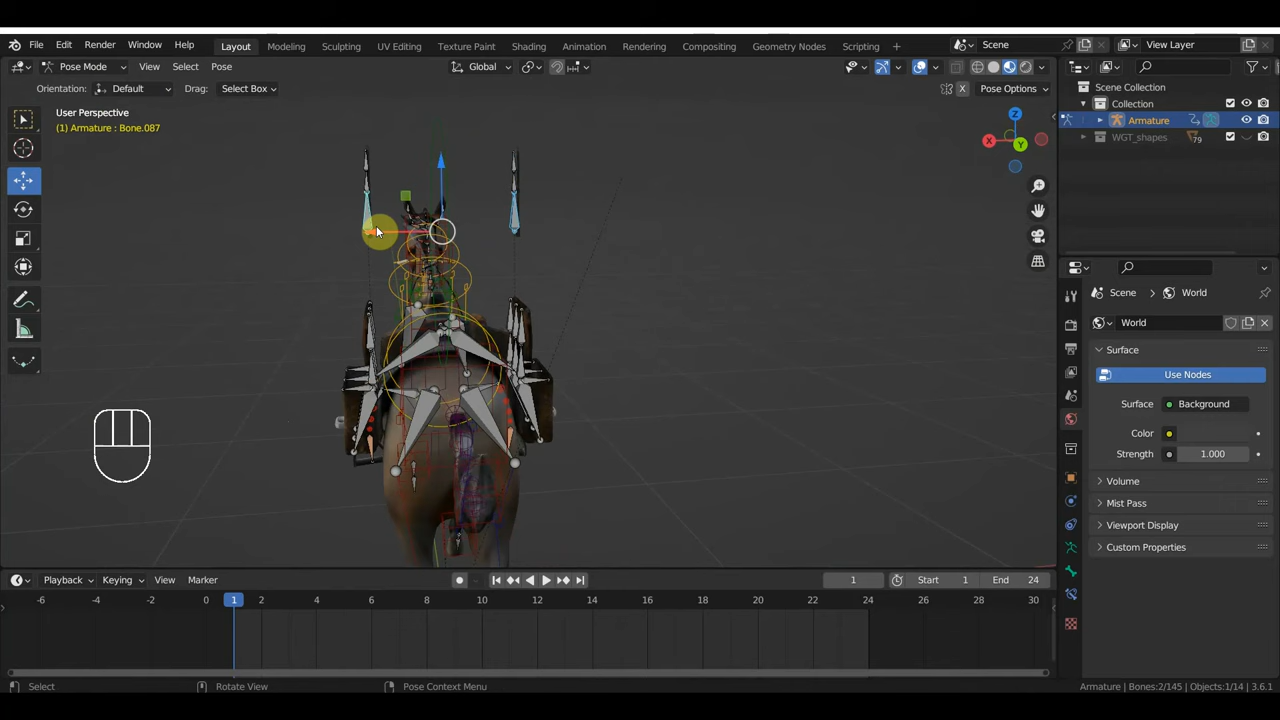 File Edit Render Window Help Layout Modeling Sculpting UV Editing Texture Paint Shading Animation Rendering Compositing Geometry Nodes Scripting + Scene View Layer
Pose Mode View Select Pose Global
Orientation: Default Drag: Select Box X Pose Options
User Perspective
(1) Armature : Bone.087
Z
X
Y
Scene Collection
Collection
Armature
WGT_shapes 79
Scene World
World
Surface
Use Nodes
Surface Background
Color
Strength 1.000
Volume
Mist Pass
Viewport Display
Custom Properties
Playback Keying View Marker 1 Start 1 End 24
-6 -4 -2 0 1 2 4 6 8 10 12 14 16 18 20 22 24 26 28 30
Select Rotate View Pose Context Menu Armature | Bones:2/145 | Objects:1/14 | 3.6.1